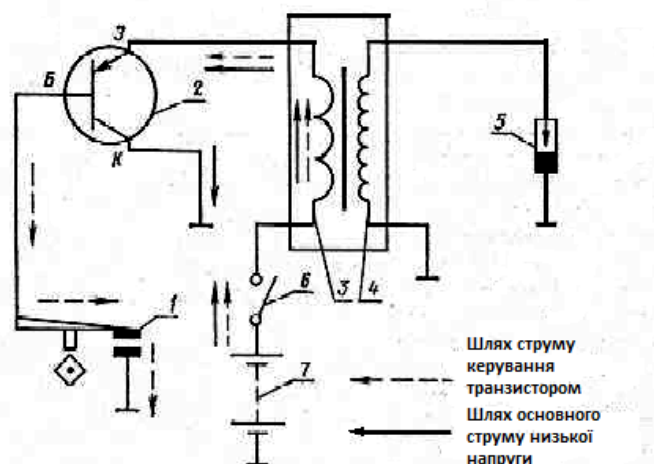 Э
Б
2
К
5
1
6
3 4
7
Шлях струму
керування
транзистором
Шлях основного
струму низької
напруги